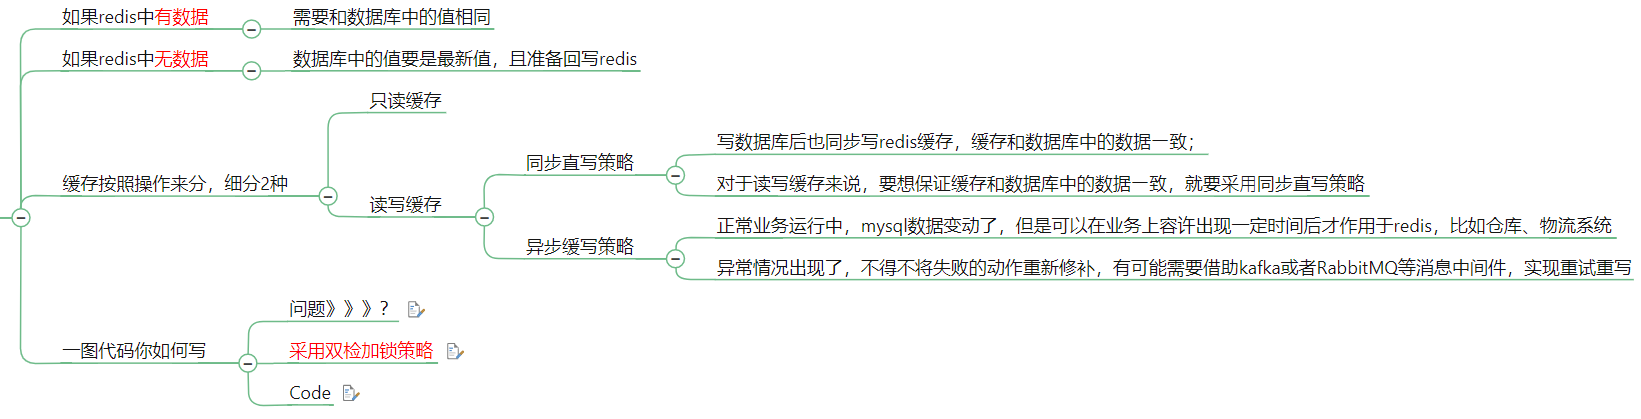 如果redis中有数据
需要和数据库中的值相同
如果redis中无数据
数据库中的值要是最新值，且准备回写redis
缓存按照操作来分，细分2种
只读缓存
读写缓存
同步直写策略
写数据库后也同步写redis缓存，缓存和数据库中的数据一致；
对于读写缓存来说，要想保证缓存和数据库中的数据一致，就要采用同步直写策略
异步缓写策略
正常业务运行中，mysql数据变动了，但是可以在业务上容许出现一定时间后才作用于redis，比如仓库、物流系统
异常情况出现了，不得不将失败的动作重新修补，有可能需要借助kafka或者RabbitMQ等消息中间件，实现重试重写
一图代码你如何写
问题》》》？
采用双检加锁策略
Code